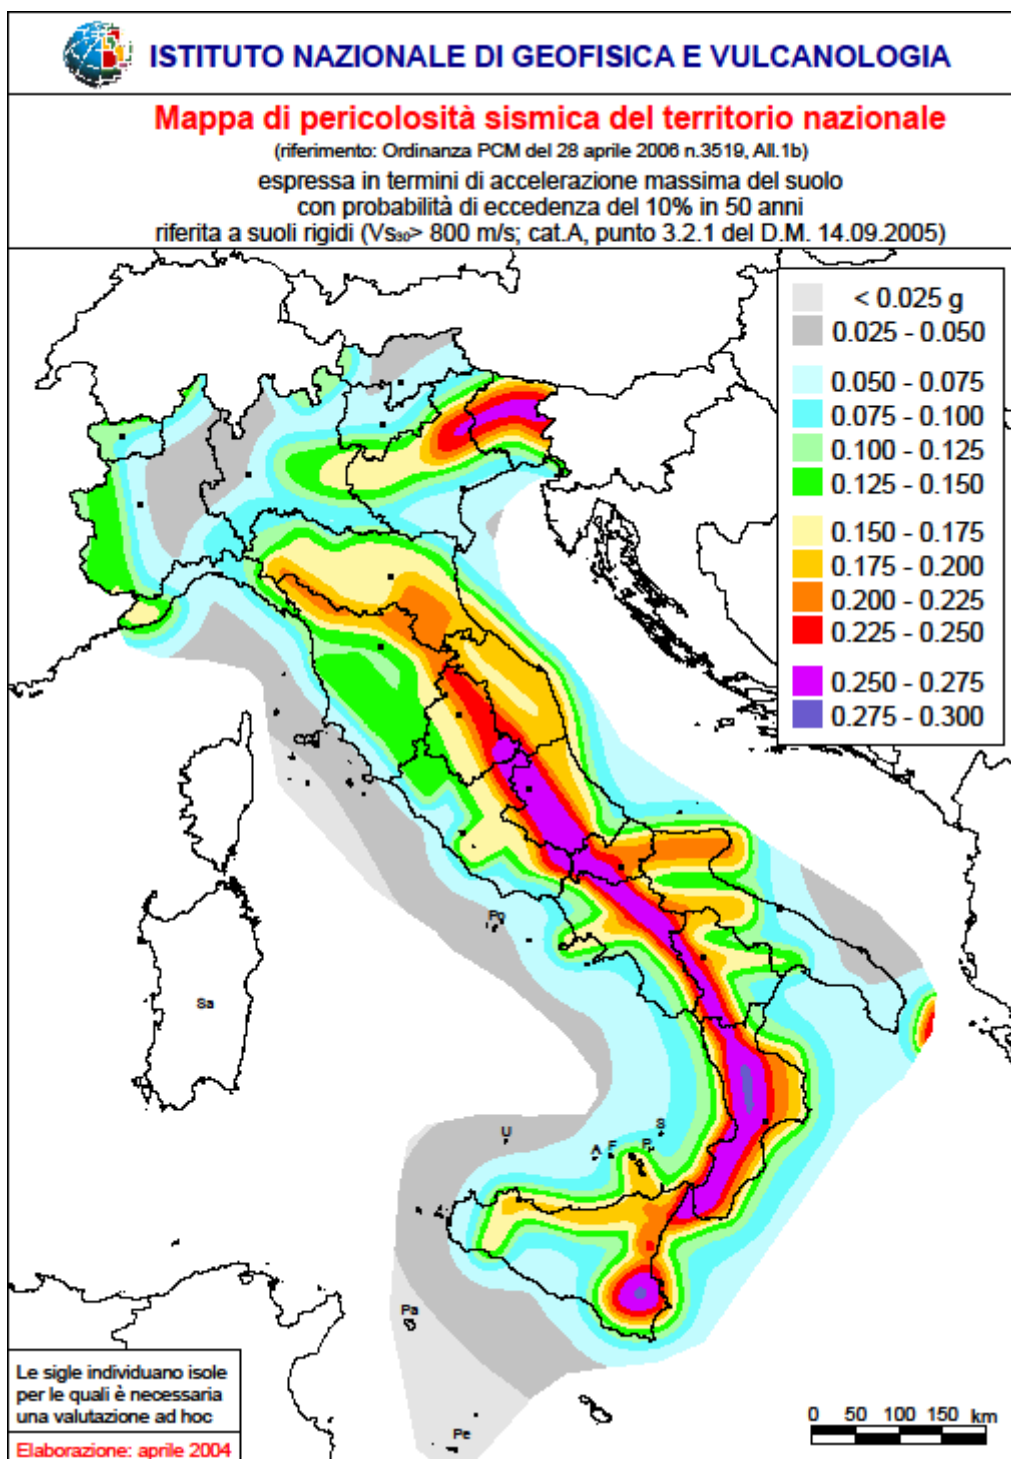 ISTITUTO NAZIONALE DI GEOFISICA E VULCANOLOGIA
Mappa di pericolosità sismica del territorio nazionale
(riferimento: Ordinanza PCM del 28 aprile 2006 n.3519, All.1b)
espressa in termini di accelerazione massima del suolo
con probabilità di eccedenza del 10% in 50 anni
riferita a suoli rigidi (Vs30> 800 m/s; cat.A, punto 3.2.1 del D.M. 14.09.2005)
< 0.025 g
0.025 - 0.050
0.050 - 0.075
0.075 - 0.100
0.100 - 0.125
0.125 - 0.150
0.150 - 0.175
0.175 - 0.200
0.200 - 0.225
0.225 - 0.250
0.250 - 0.275
0.275 - 0.300
Po
Sa
U
A
F
P
S
Pa
Pe
Le sigle individuano isole
per le quali è necessaria
una valutazione ad hoc
Elaborazione: aprile 2004
0 50 100 150 km